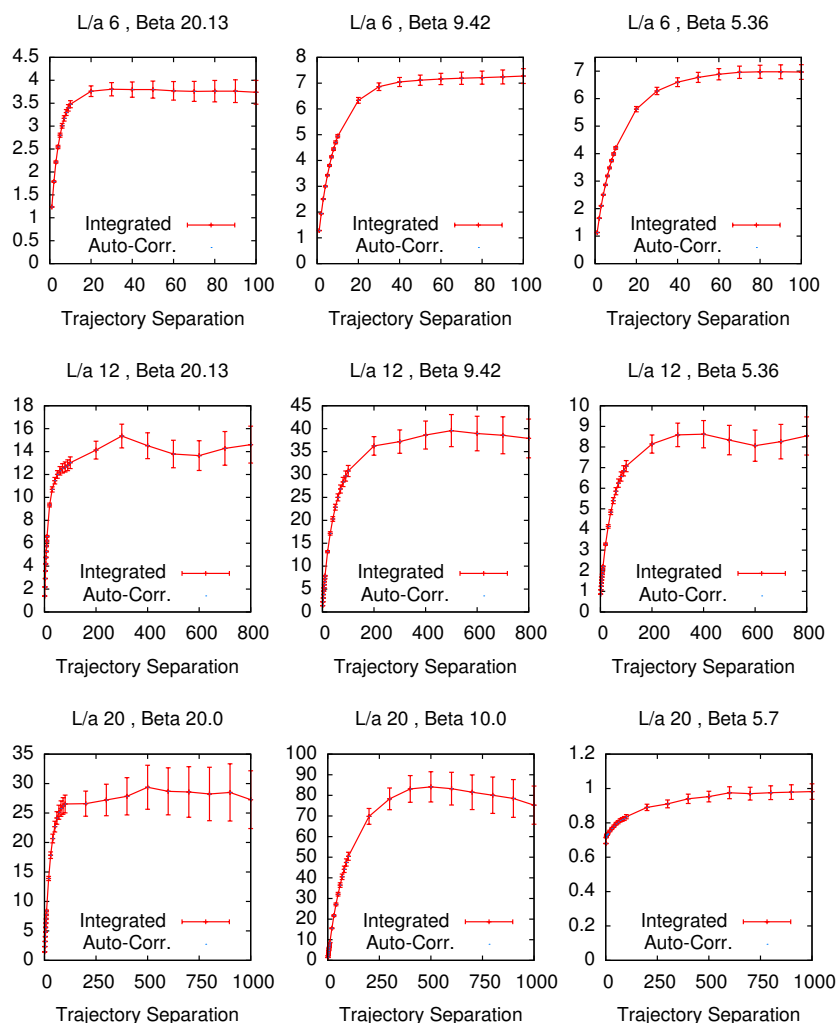 L/a 6 , Beta 20.13
4.5
4
3.5
3
2.5
2
1.5
1
0.5
0
Integrated
Auto-Corr.
0 20 40 60 80 100
Trajectory Separation
L/a 6 , Beta 9.42
8
7
6
5
4
3
2
1
0
Integrated
Auto-Corr.
0 20 40 60 80 100
Trajectory Separation
L/a 6 , Beta 5.36
7
6
5
4
3
2
1
0
Integrated
Auto-Corr.
0 20 40 60 80 100
Trajectory Separation
L/a 12 , Beta 20.13
18
16
14
12
10
8
6
4
2
0
Integrated
Auto-Corr.
0 200 400 600 800
Trajectory Separation
L/a 12 , Beta 9.42
45
40
35
30
25
20
15
10
5
0
Integrated
Auto-Corr.
0 200 400 600 800
Trajectory Separation
L/a 12 , Beta 5.36
10
9
8
7
6
5
4
3
2
1
0
Integrated
Auto-Corr.
0 200 400 600 800
Trajectory Separation
L/a 20 , Beta 20.0
35
30
25
20
15
10
5
0
Integrated
Auto-Corr.
0 250 500 750 1000
Trajectory Separation
L/a 20 , Beta 10.0
100
90
80
70
60
50
40
30
20
10
0
Integrated
Auto-Corr.
0 250 500 750 1000
Trajectory Separation
L/a 20 , Beta 5.7
1.2
1
0.8
0.6
0.4
0.2
0
Integrated
Auto-Corr.
0 250 500 750 1000
Trajectory Separation